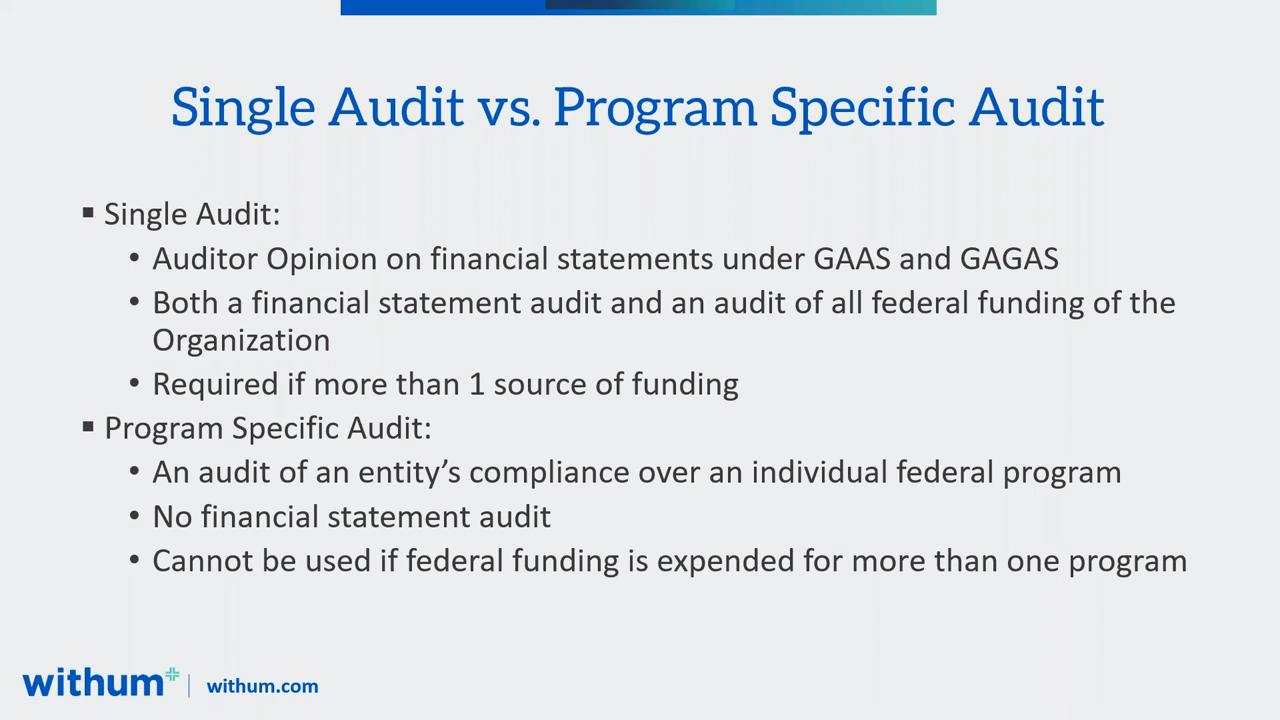 Single Audit vs. Program Specific Audit
▪ Single Audit:
• Auditor Opinion on financial statements under GAAS and GAGAS
• Both a financial statement audit and an audit of all federal funding of the
Organization
• Required if more than 1 source of funding
▪ Program Specific Audit:
• An audit of an entity’s compliance over an individual federal program
• No financial statement audit
• Cannot be used if federal funding is expended for more than one program
withum+ | withum.com